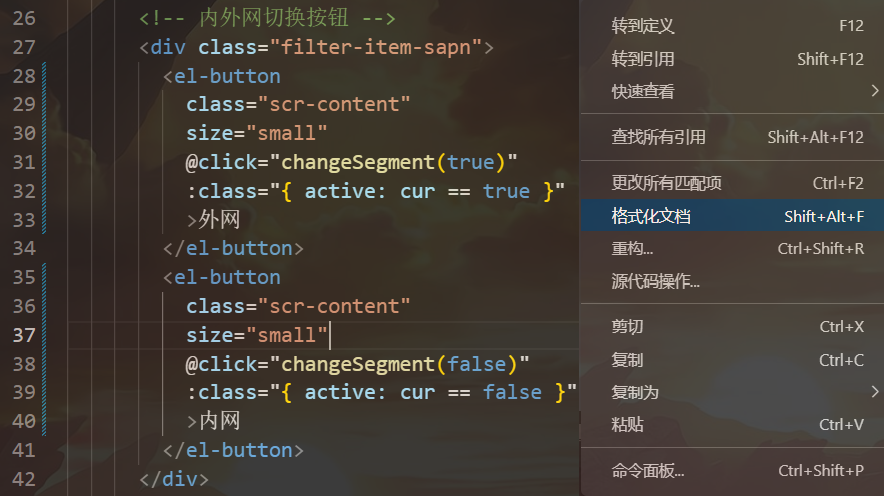 26 <!-- 内外网切换按钮 -->
27 <div class="filter-item-sapn">
28 <el-button
29 class="scr-content"
30 size="small"
31 @click="changeSegment(true)"
32 :class="{ active: cur == true }"
33 >外网
34 </el-button>
35 <el-button
36 class="scr-content"
37 size="small"
38 @click="changeSegment(false)"
39 :class="{ active: cur == false }"
40 >内网
41 </el-button>
42 </div>
转到定义 F12
转到引用 Shift+F12
快速查看
查找所有引用 Shift+Alt+F12
更改所有匹配项 Ctrl+F2
格式化文档 Shift+Alt+F
重构... Ctrl+Shift+R
源代码操作...
剪切 Ctrl+X
复制 Ctrl+C
复制为
粘贴 Ctrl+V
命令面板... Ctrl+Shift+P